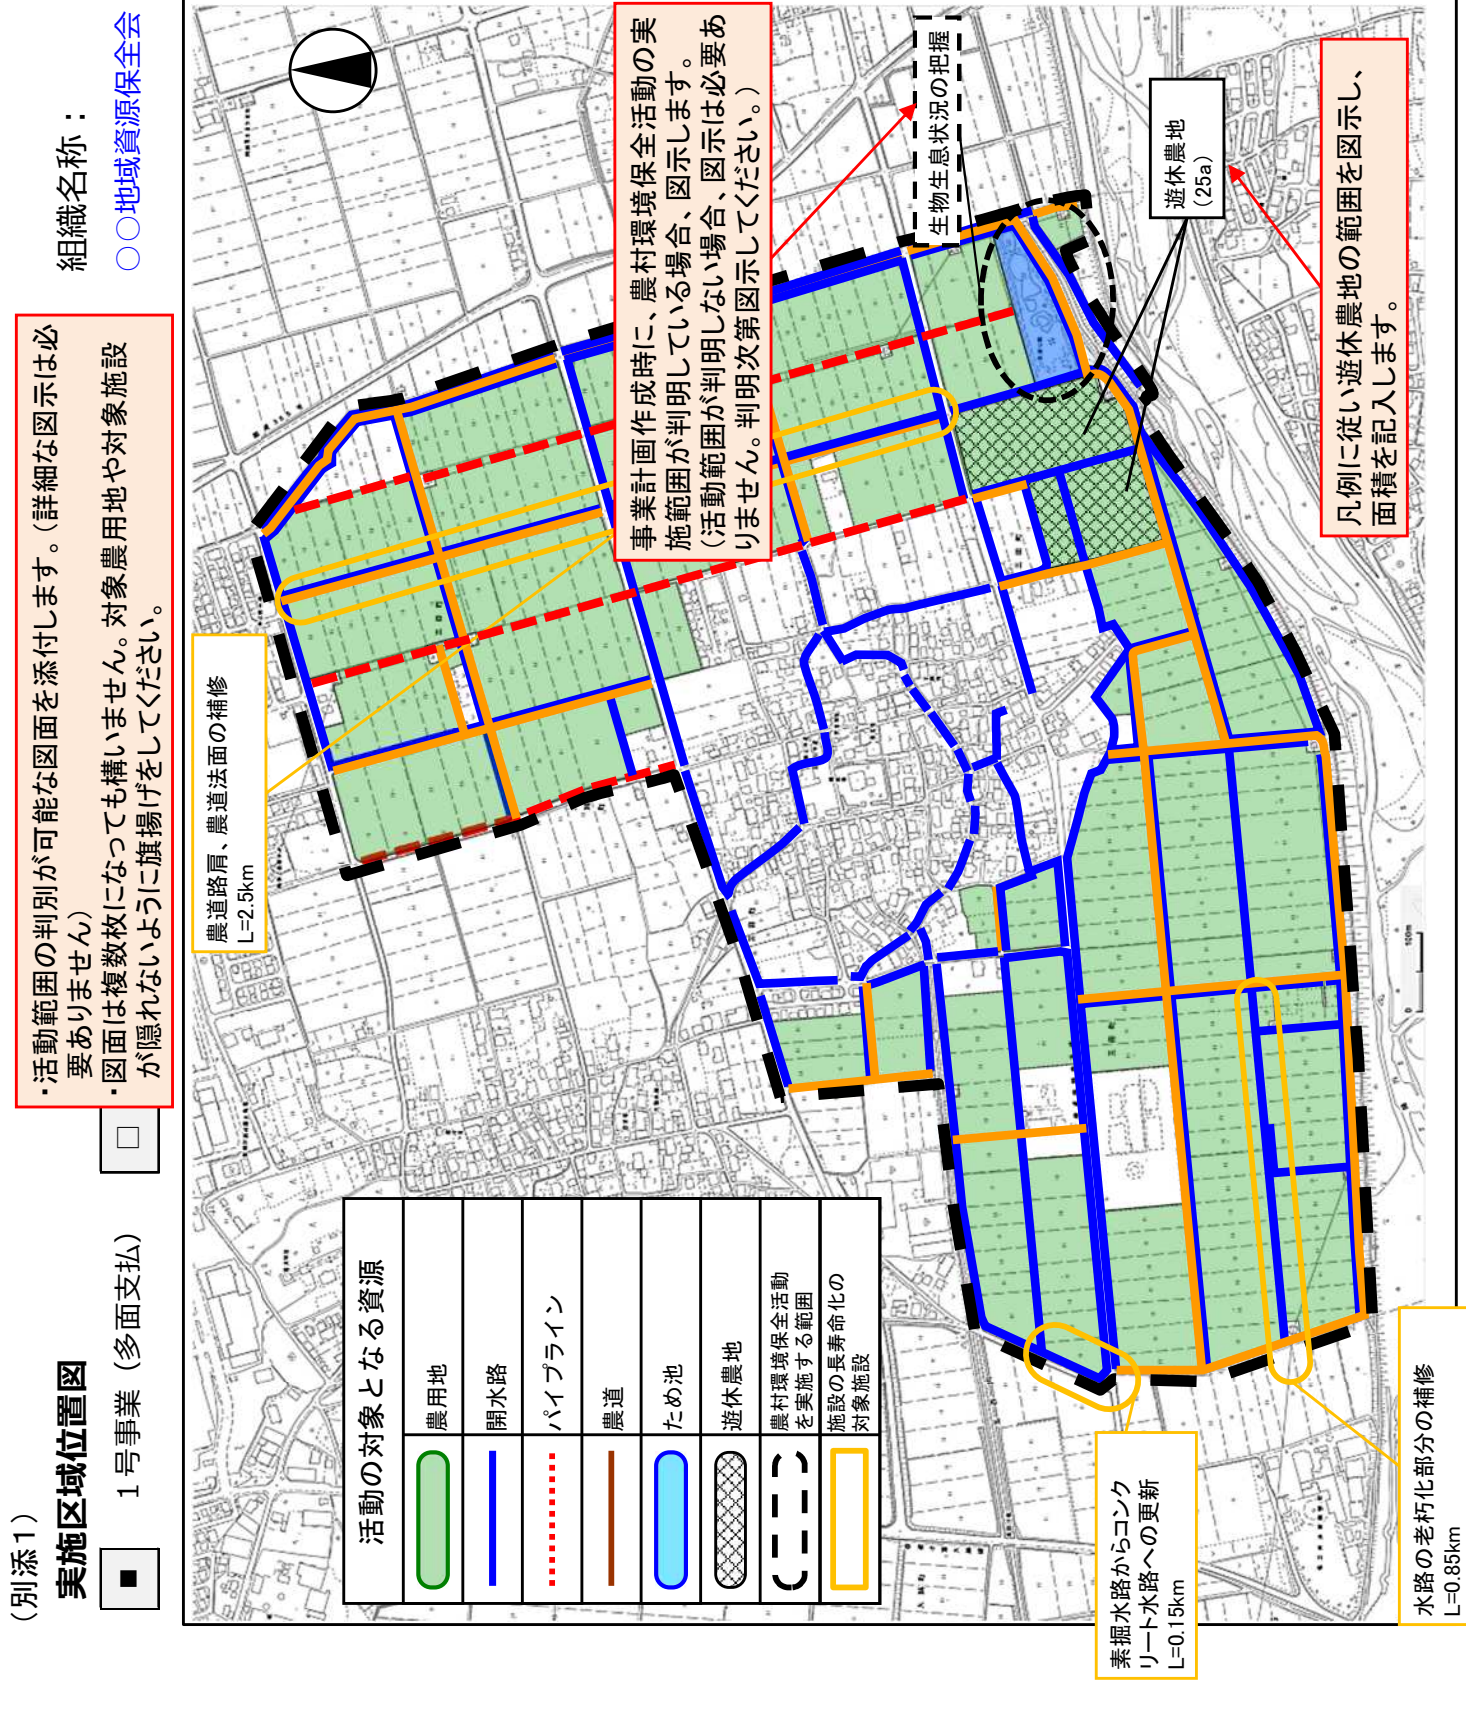 （別添１）
実施区域位置図
■ １号事業（多面支払）
□
・活動範囲の判別が可能な図面を添付します。（詳細な図示は必
要ありません）
・図面は複数枚になっても構いません。対象農用地や対象施設
が隠れないように旗揚げをしてください。
組織名称：
○○地域資源保全会
農道路肩、農道法面の補修
L=2.5km
事業計画作成時に、農村環境保全活動の実
施範囲が判明している場合、図示します。
（活動範囲が判明しない場合、図示は必要あ
りません。判明次第図示してください。）
生物生息状況の把握
遊休農地
（25a）
凡例に従い遊休農地の範囲を図示し、
面積を記入します。
活動の対象となる資源
農用地
開水路
パイプライン
農道
ため池
遊休農地
農村環境保全活動
を実施する範囲
施設の長寿命化の
対象施設
素掘水路からコンク
リート水路への更新
L=0.15km
水路の老朽化部分の補修
L=0.85km
0 100m